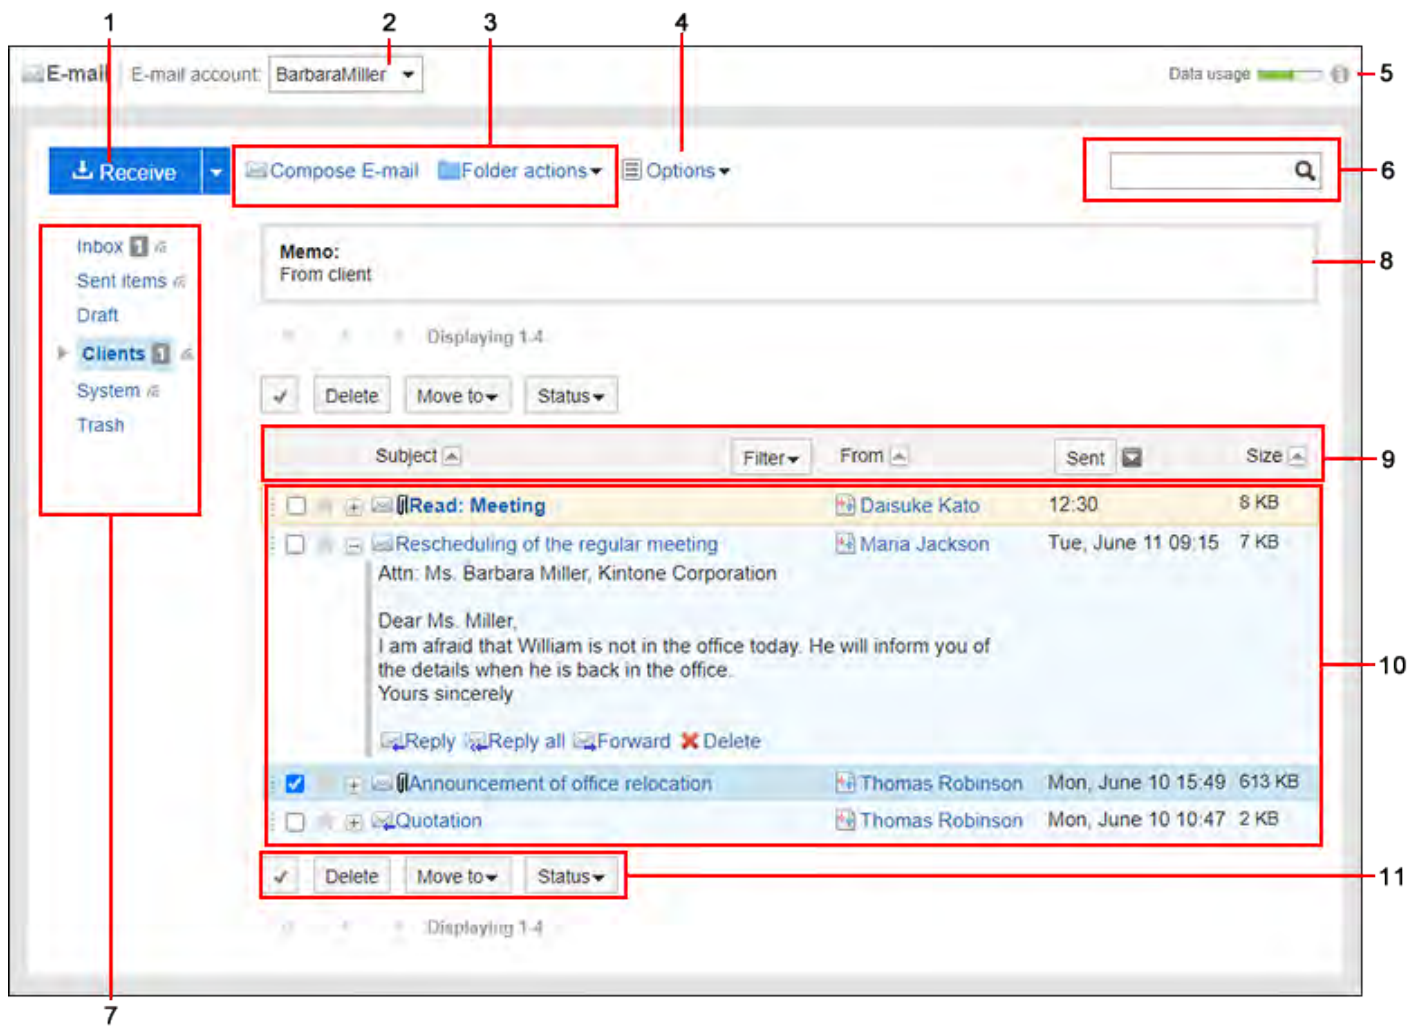 1 2 3 4
E-mail E-mail account: BarbaraMiller Data usage 5
Receive Compose E-mail Folder actions Options 6
Inbox 1
Sent items
Draft
Clients 1
System
Trash
7
Memo: 8
From client
Displaying 1-4
Delete Move to Status
Subject Filter From Sent Size 9
Read: Meeting Daisuke Kato 12:30 8 KB
Rescheduling of the regular meeting Maria Jackson Tue, June 11 09:15 7 KB
Attn: Ms. Barbara Miller, Kintone Corporation
Dear Ms. Miller,
I am afraid that William is not in the office today. He will inform you of
the details when he is back in the office.
Yours sincerely
10
Reply Reply all Forward Delete
Announcement of office relocation Thomas Robinson Mon, June 10 15:49 613 KB
Quotation Thomas Robinson Mon, June 10 10:47 2 KB
Delete Move to Status 11
Displaying 1-4